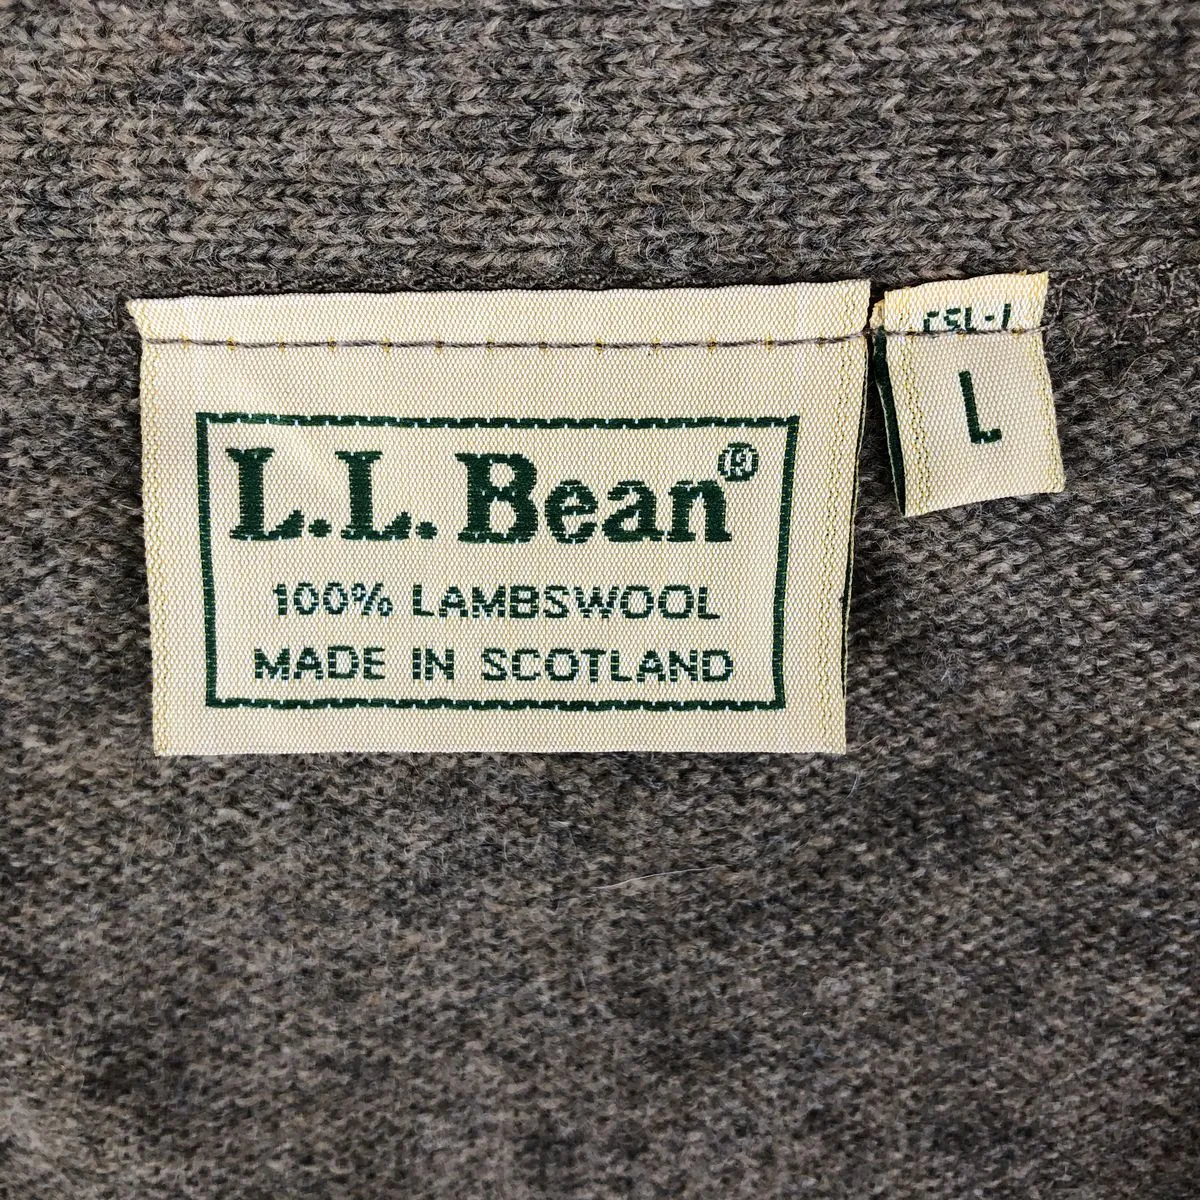 L.L.Bean®
100% LAMBSWOOL
MADE IN SCOTLAND
L